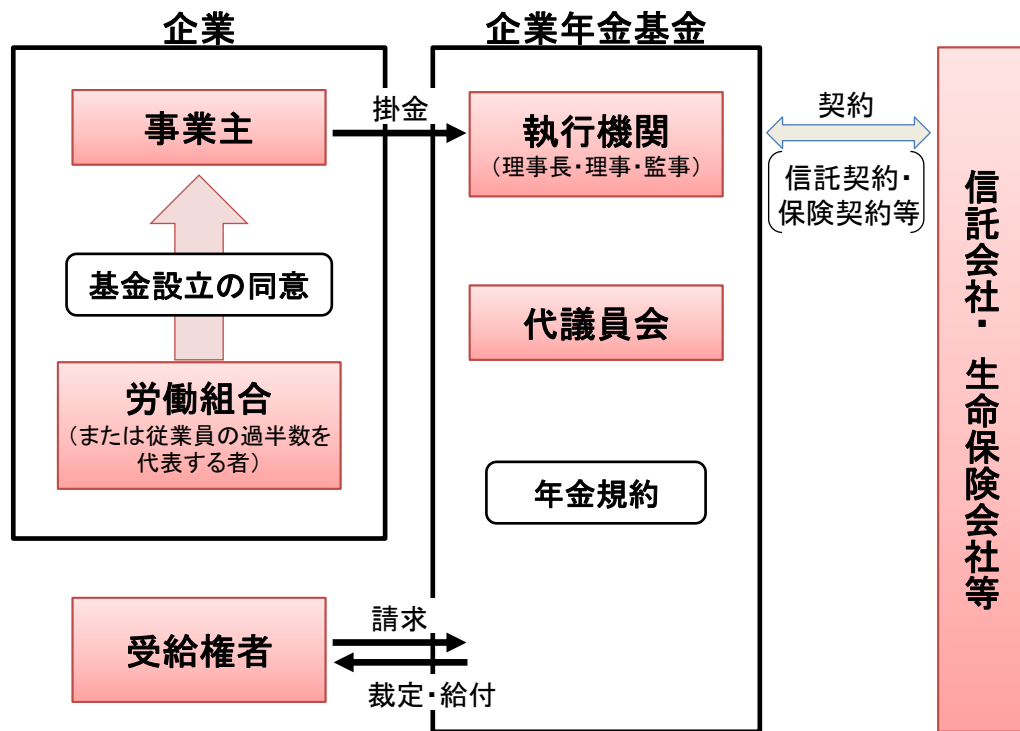 企業
事業主
基金設立の同意
労働組合
（または従業員の過半数を
代表する者）
掛金
企業年金基金
執行機関
（理事長・理事・監事）
代議員会
年金規約
契約
信託契約・
保険契約等
信託会社・生命保険会社等
受給権者
請求
裁定・給付